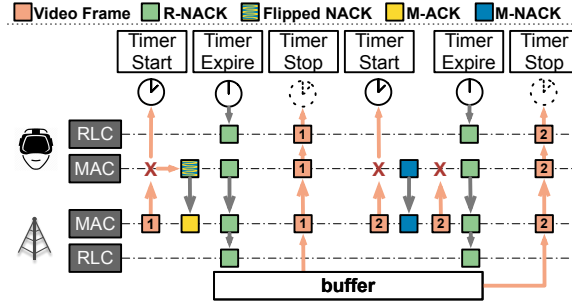 Video Frame R-NACK Flipped NACK M-ACK M-NACK
Timer Start Timer Expire Timer Stop Timer Start Timer Expire Timer Stop
RLC 1 2
MAC X X X
MAC 1 1 2 2 2
RLC
buffer